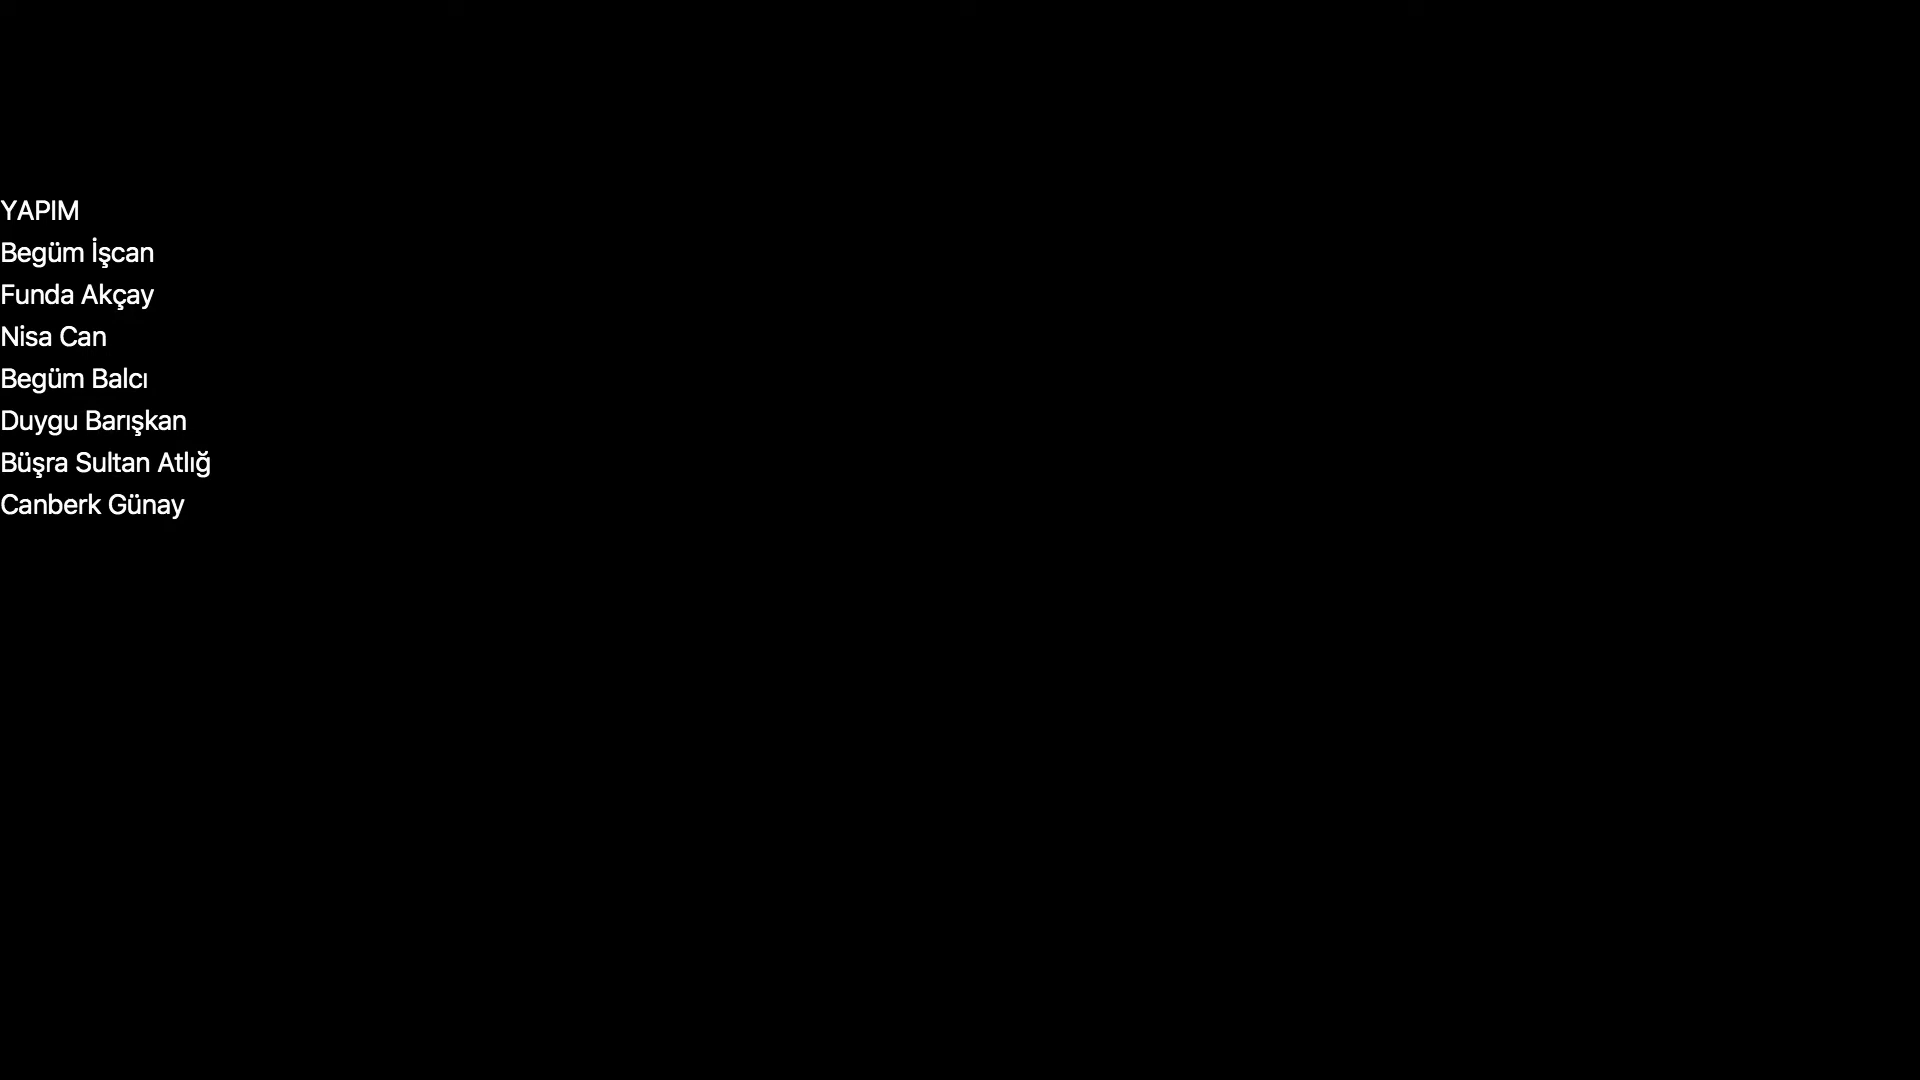 YAPIM
Begüm İşcan
Funda Akçay
Nisa Can
Begüm Balcı
Duygu Barışkan
Büşra Sultan Atlığ
Canberk Günay